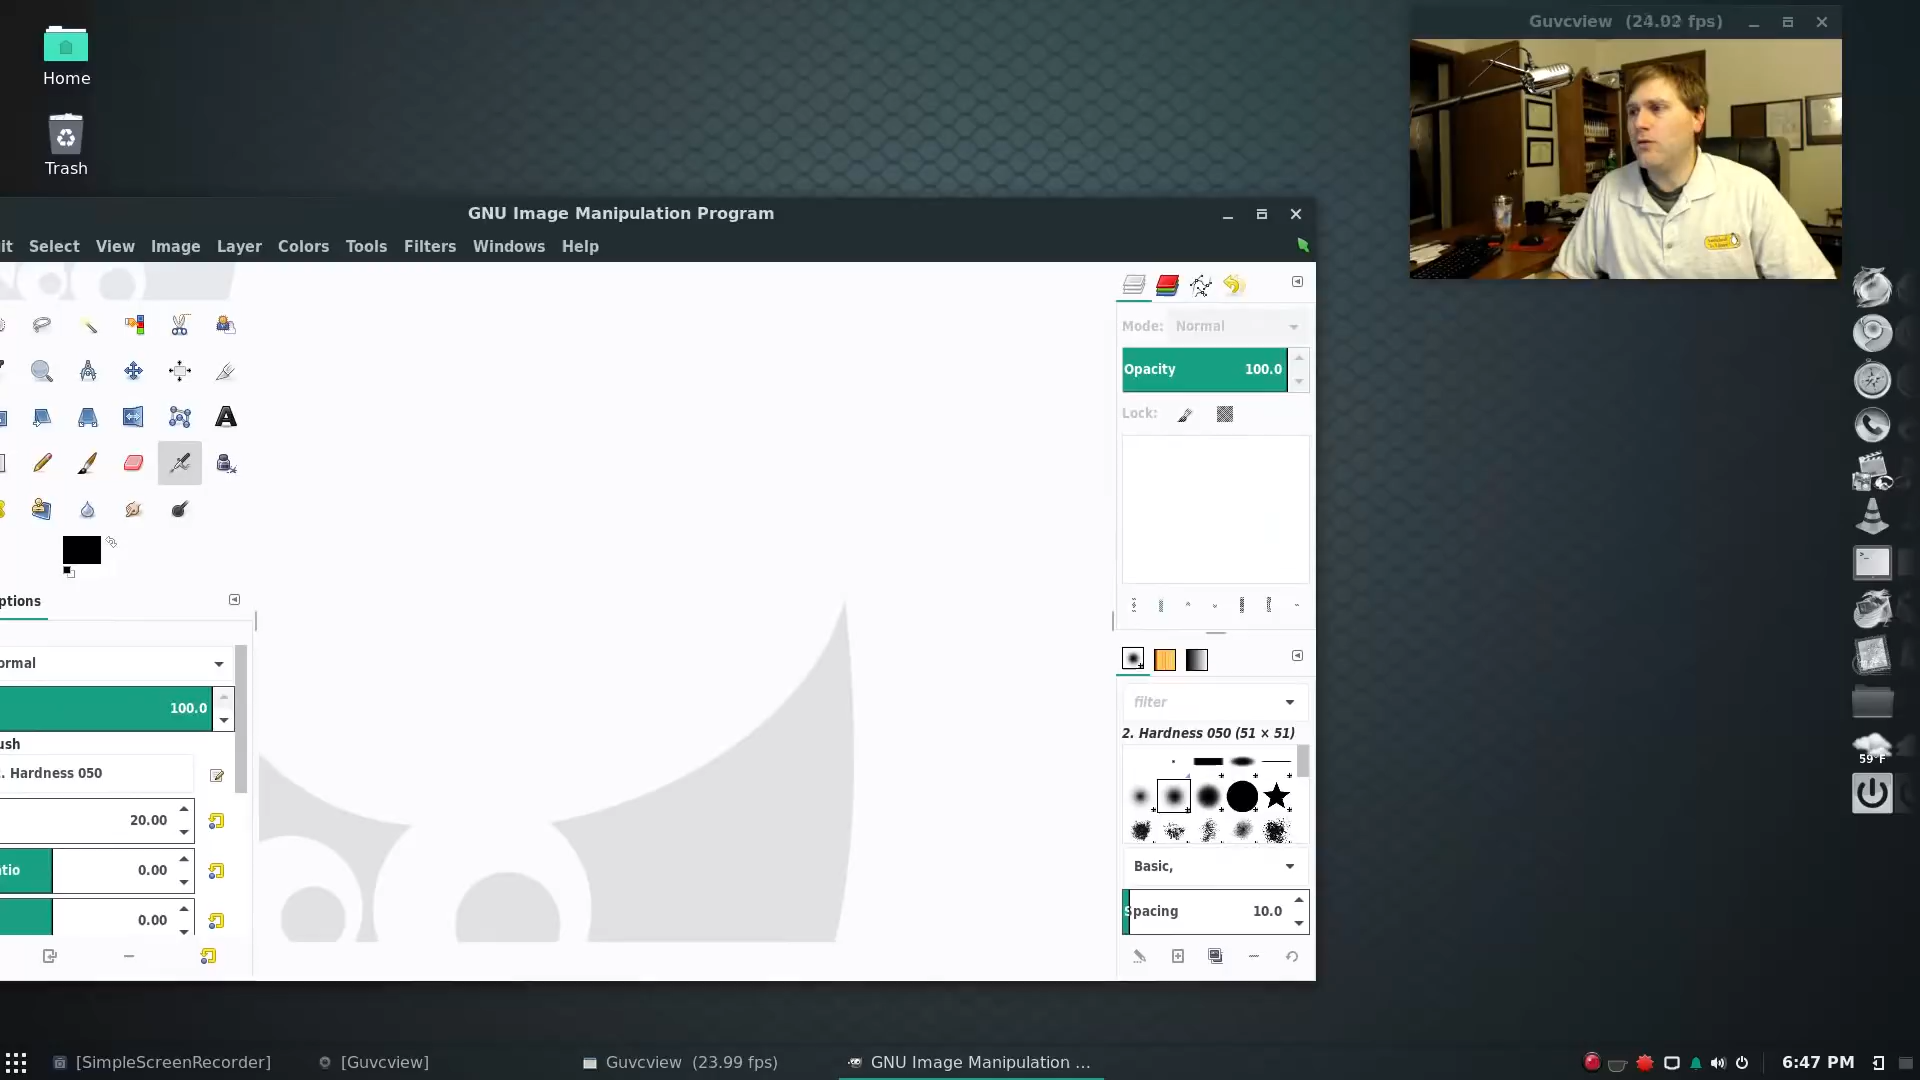 Guvcview (24.02 fps)
Home
Trash
GNU Image Manipulation Program
it Select View Image Layer Colors Tools Filters Windows Help
Mode: Normal
Opacity 100.0
Lock:
ptions
ormal
100.0
ush
. Hardness 050
20.00
atio 0.00
0.00
filter
2. Hardness 050 (51 × 51)
Basic,
Spacing 10.0
59°F
[SimpleScreenRecorder] [Guvcview] Guvcview (23.99 fps) GNU Image Manipulation ... 6:47 PM